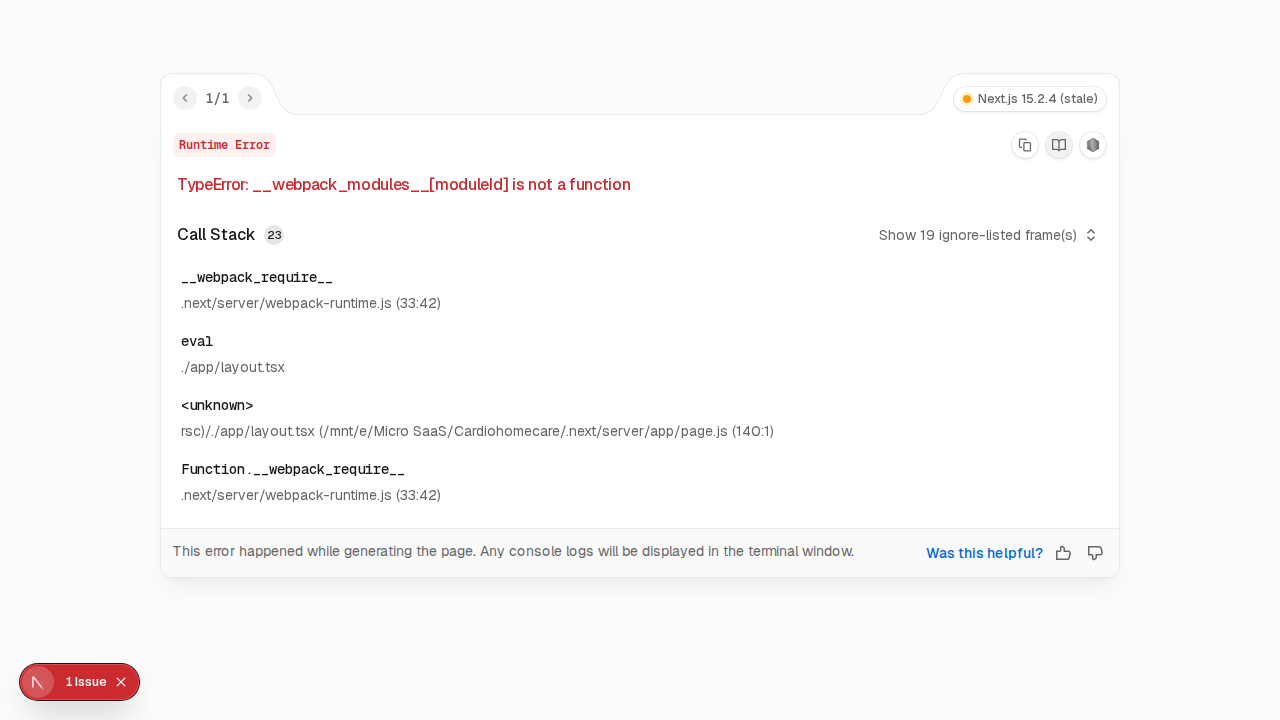 1/1
Next.js 15.2.4 (stale)
Runtime Error
TypeError: __webpack_modules__[moduleId] is not a function
Call Stack 23
Show 19 ignore-listed frame(s)
__webpack_require__
.next/server/webpack-runtime.js (33:42)
eval
./app/layout.tsx
<unknown>
rsc)/./app/layout.tsx (/mnt/e/Micro SaaS/Cardiohomecare/.next/server/app/page.js (140:1)
Function.__webpack_require__
.next/server/webpack-runtime.js (33:42)
This error happened while generating the page. Any console logs will be displayed in the terminal window.
Was this helpful?
1 Issue